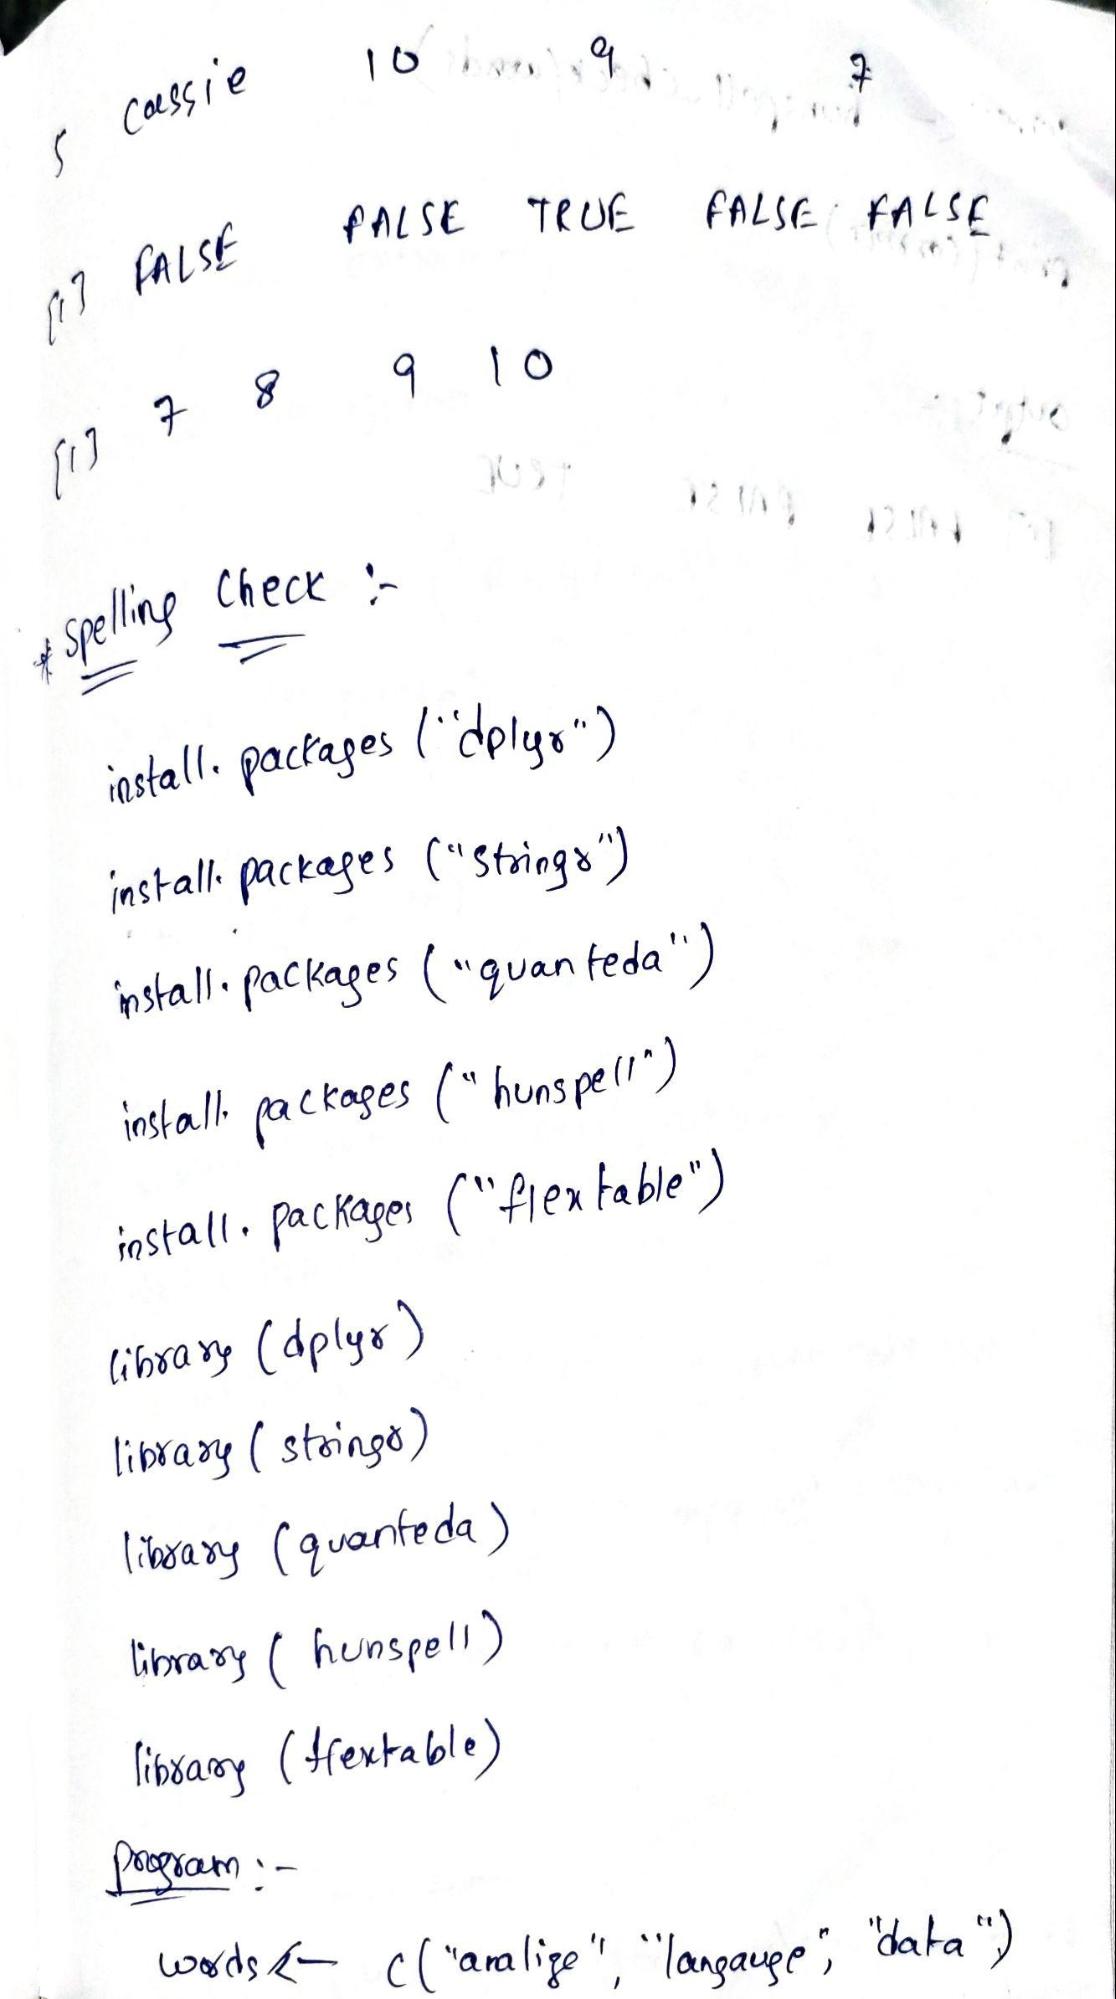 5 Cassie 10 9 7
[1] FALSE FALSE TRUE FALSE FALSE
[1] 7 8 9 10
* Spelling Check :-
install. packages ("dplyr")
install. packages ("stringr")
install. packages ("quanteda")
install. packages ("hunspell")
install. packages ("flextable")
library (dplyr)
library (stringr)
library (quanteda)
library (hunspell)
library (flextable)
Program :-
words <- c("analize", "langauge", "data")